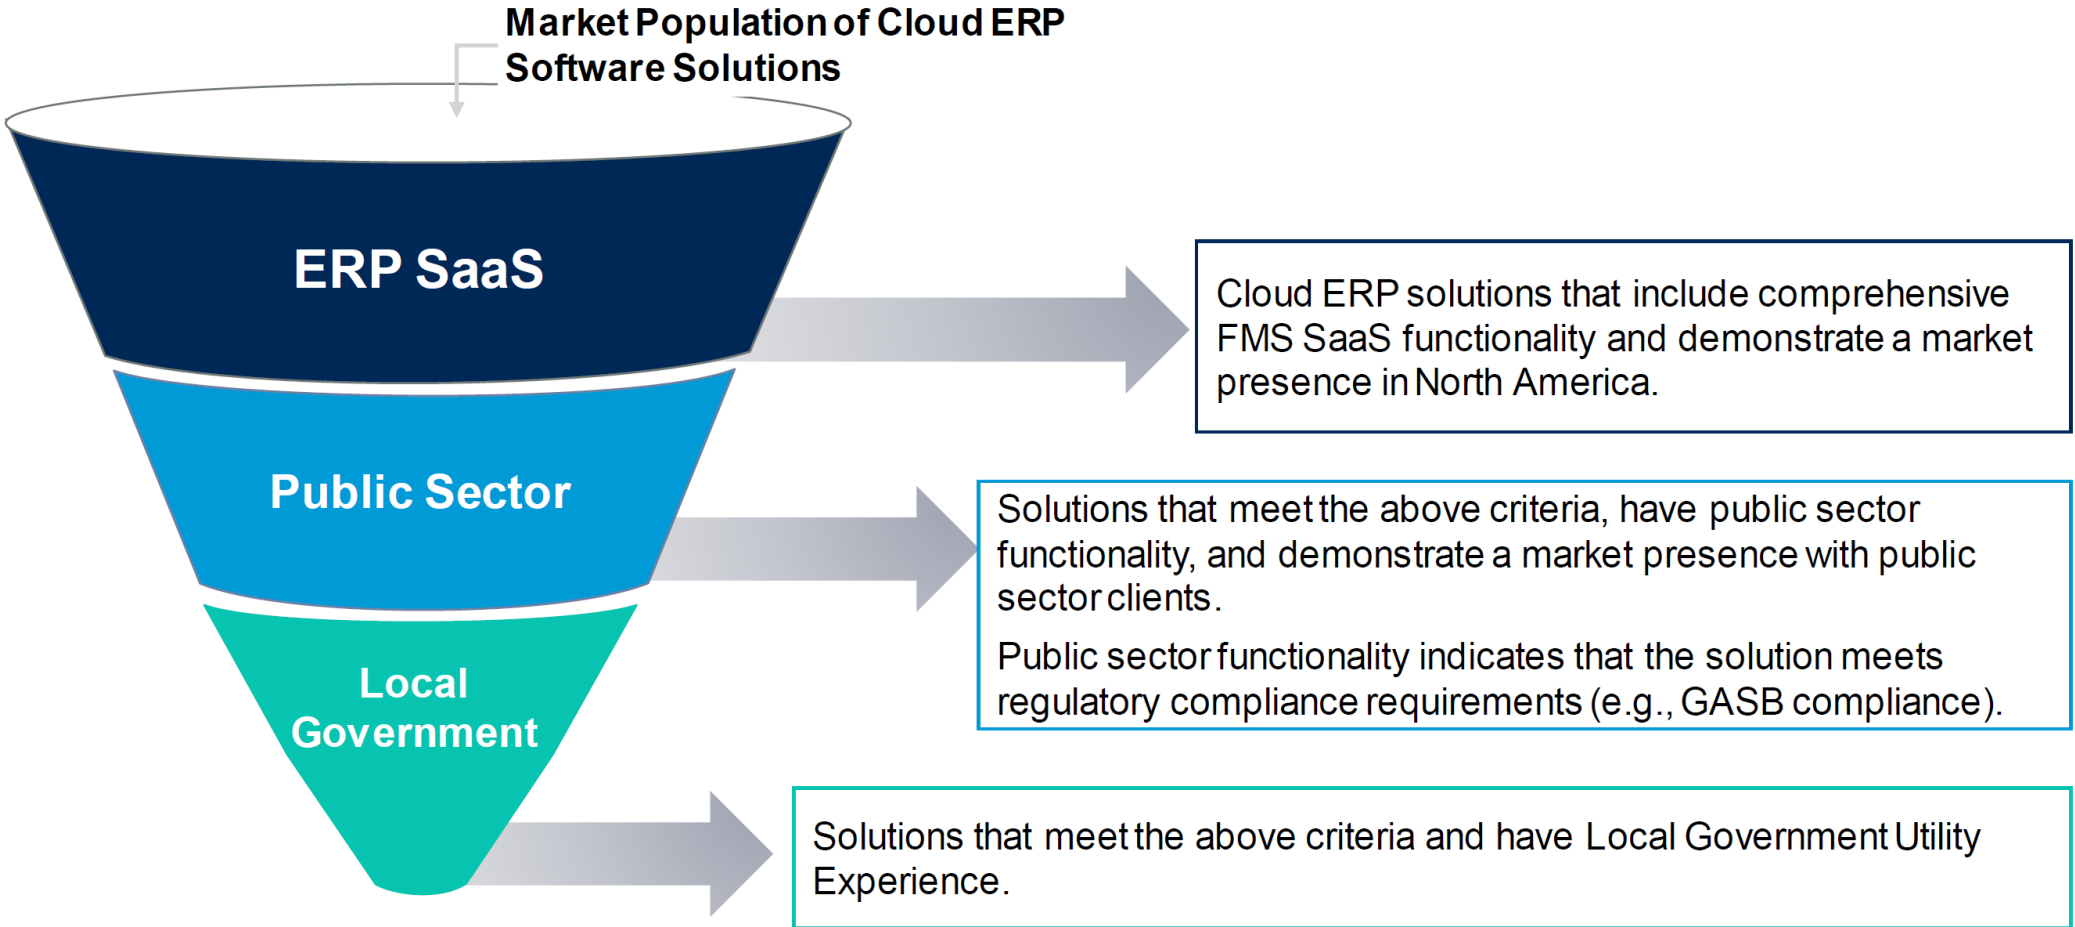 Market Population of Cloud ERP
Software Solutions
ERP SaaS
Cloud ERP solutions that include comprehensive
FMS SaaS functionality and demonstrate a market
presence in North America.
Public Sector
Solutions that meet the above criteria, have public sector
functionality, and demonstrate a market presence with public
sector clients.
Public sector functionality indicates that the solution meets
regulatory compliance requirements (e.g., GASB compliance).
Local
Government
Solutions that meet the above criteria and have Local Government Utility
Experience.